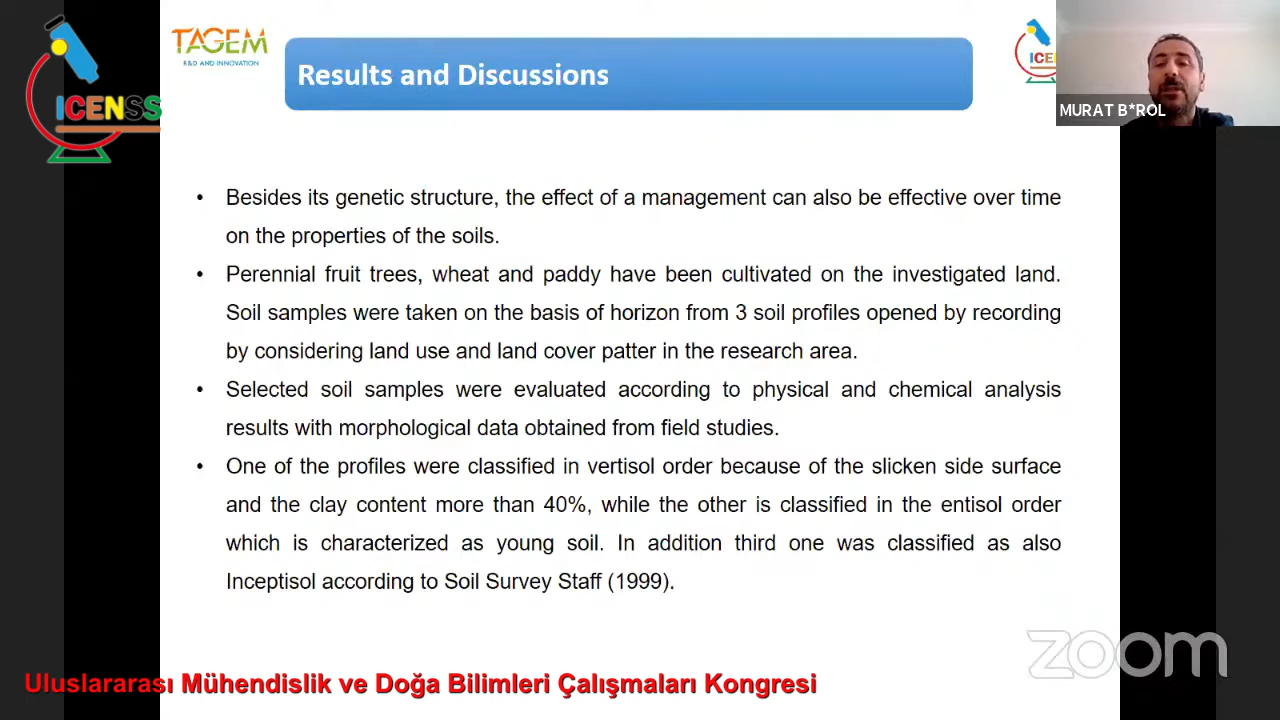 TAGEM
R&D AND INNOVATION
ICENSS
Results and Discussions
ICEN
MURAT B*ROL
• Besides its genetic structure, the effect of a management can also be effective over time
on the properties of the soils.
• Perennial fruit trees, wheat and paddy have been cultivated on the investigated land.
Soil samples were taken on the basis of horizon from 3 soil profiles opened by recording
by considering land use and land cover patter in the research area.
• Selected soil samples were evaluated according to physical and chemical analysis
results with morphological data obtained from field studies.
• One of the profiles were classified in vertisol order because of the slicken side surface
and the clay content more than 40%, while the other is classified in the entisol order
which is characterized as young soil. In addition third one was classified as also
Inceptisol according to Soil Survey Staff (1999).
zoom
Uluslararası Mühendislik ve Doğa Bilimleri Çalışmaları Kongresi